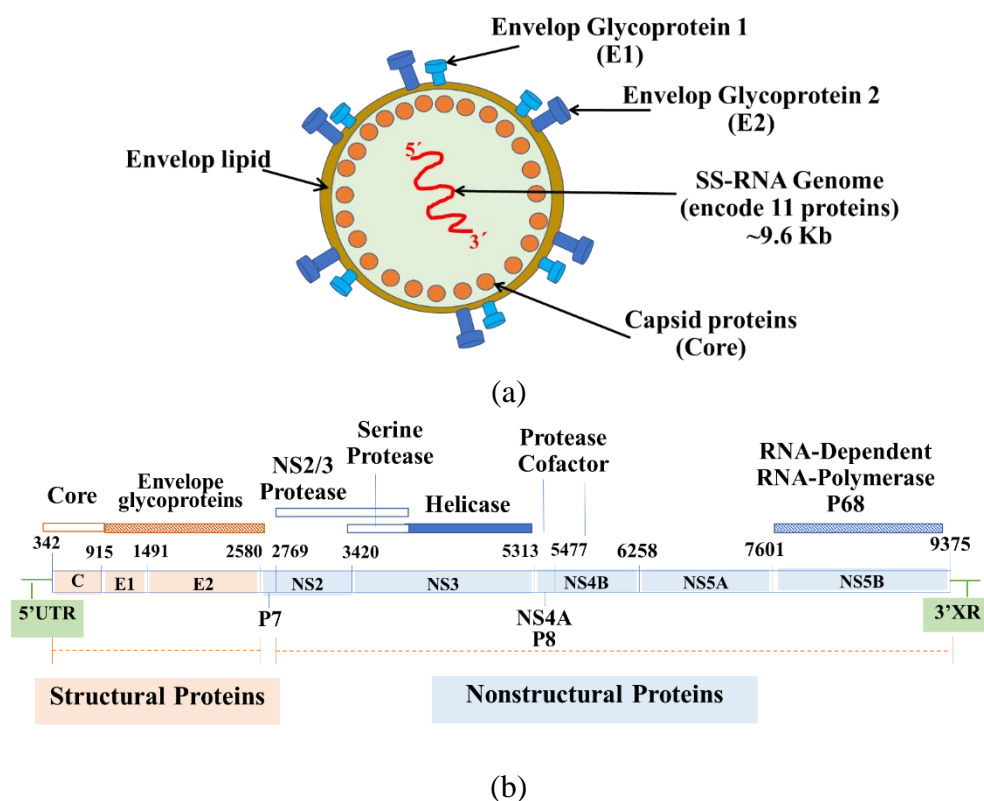 Envelop Glycoprotein 1
(E1)
Envelop Glycoprotein 2
(E2)
Envelop lipid
5´
SS-RNA Genome
(encode 11 proteins)
~9.6 Kb
3´
Capsid proteins
(Core)
(a)
Serine
Protease
Protease
Cofactor
RNA-Dependent
RNA-Polymerase
P68
NS2/3
Protease
Core
Envelope
glycoproteins
Helicase
342 915 1491 2580 2769 3420 5313 5477 6258 7601 9375
C E1 E2 NS2 NS3 NS4B NS5A NS5B
5’UTR P7 NS4A 3’XR
P8
Structural Proteins Nonstructural Proteins
(b)